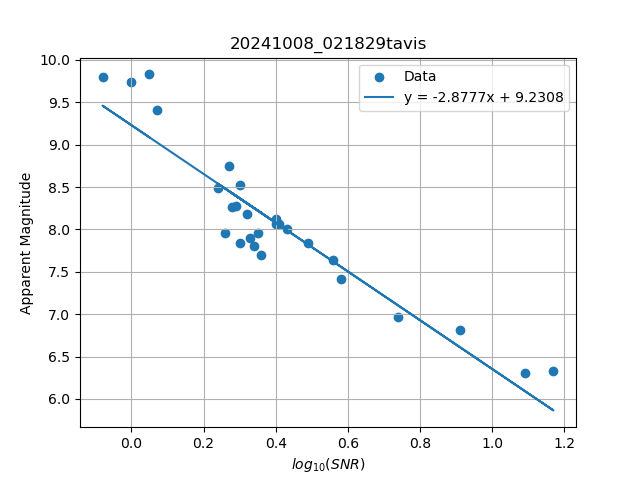 20241008_021829tavis
Data
y = -2.8777x + 9.2308
Apparent Magnitude
10.0
9.5
9.0
8.5
8.0
7.5
7.0
6.5
6.0
0.0 0.2 0.4 0.6 0.8 1.0 1.2
log₁₀(SNR)